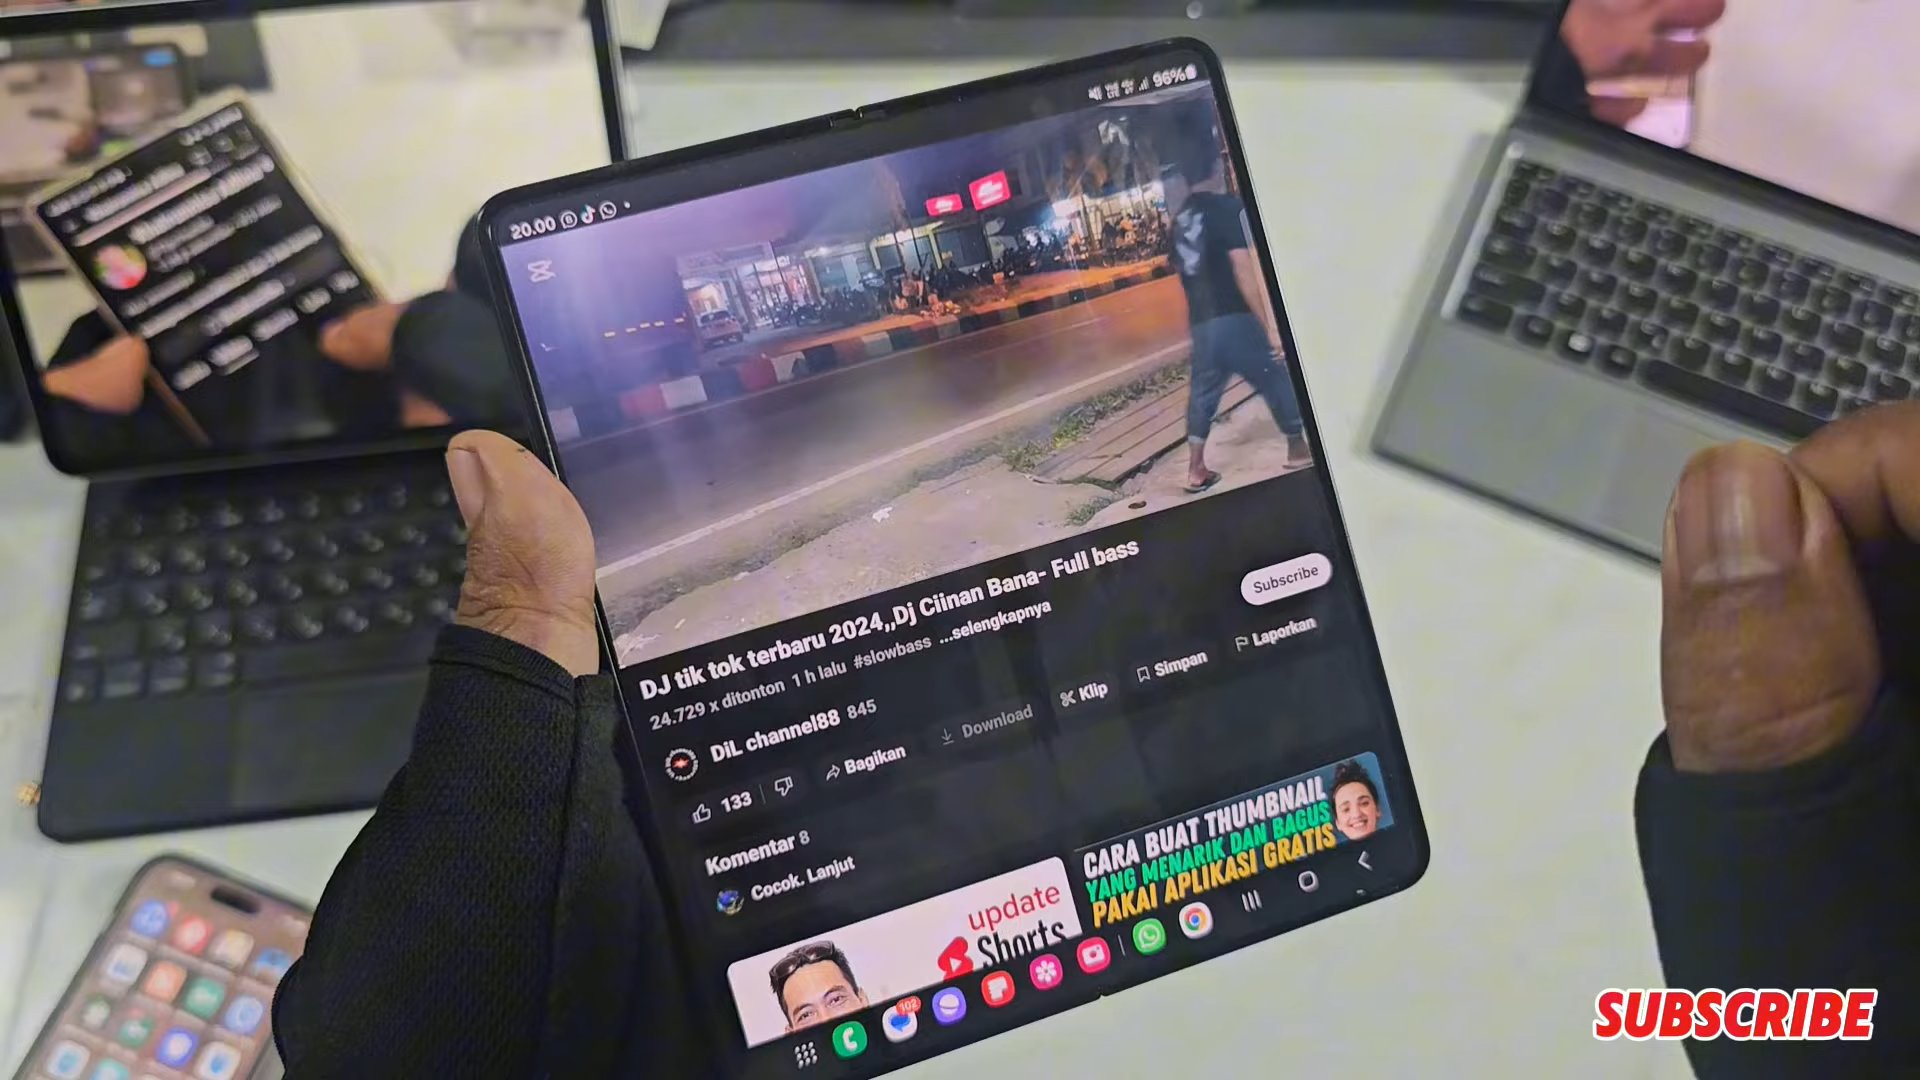 20.00
96%
DJ tik tok terbaru 2024,,Dj Ciinan Bana- Full bass
24.729 x ditonton 1 h lalu #slowbass ...selengkapnya
DiL channel88 845
Subscribe
133
Bagikan
Download
Klip
Simpan
Laporkan
Komentar 8
Cocok. Lanjut
update
Shorts
CARA BUAT THUMBNAIL
YANG MENARIK DAN BAGUS
PAKAI APLIKASI GRATIS
102
SUBSCRIBE